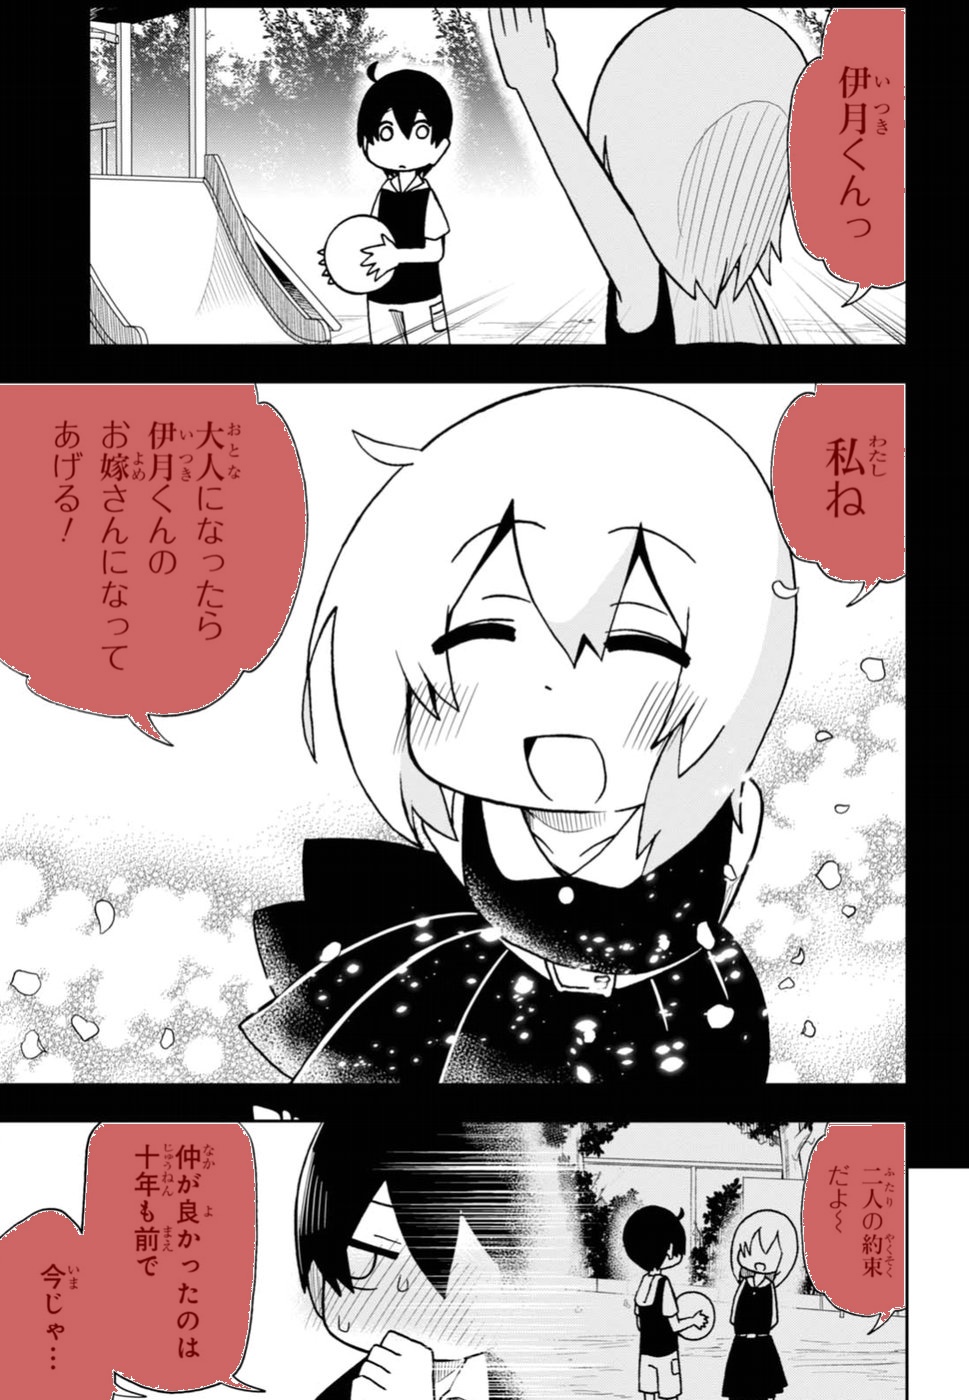 伊月くんっ
私ね
大人になったら
伊月くんの
お嫁さんになって
あげる！
二人の約束
だよ〜
仲が良かったのは
十年も前で
今じゃ…